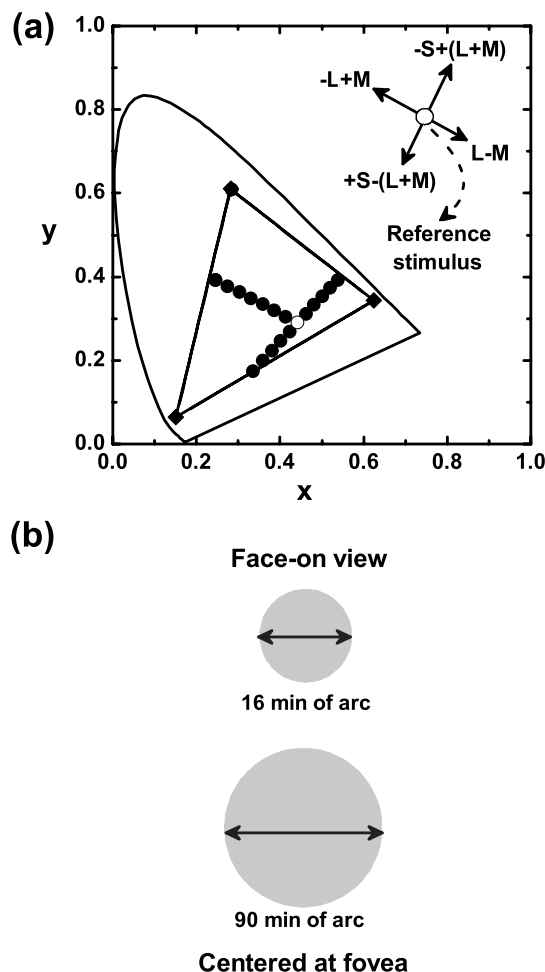 (a)
1.0
0.8
0.6
y
0.4
0.2
0.0
0.0 0.2 0.4 0.6 0.8 1.0
x
-S+(L+M)
-L+M
L-M
+S-(L+M)
Reference
stimulus
(b)
Face-on view
16 min of arc
90 min of arc
Centered at fovea